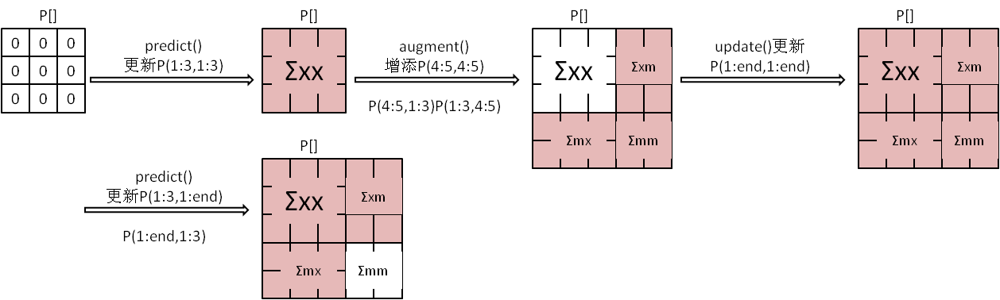 P[]
0 0 0
0 0 0
0 0 0
predict()
更新P(1:3,1:3)
P[]
Σxx
augment()
增添P(4:5,4:5)
P(4:5,1:3)P(1:3,4:5)
P[]
Σxx
Σxm
Σmx
Σmm
update()更新
P(1:end,1:end)
P[]
Σxx
Σxm
Σmx
Σmm
predict()
更新P(1:3,1:end)
P(1:end,1:3)
P[]
Σxx
Σxm
Σmx
Σmm